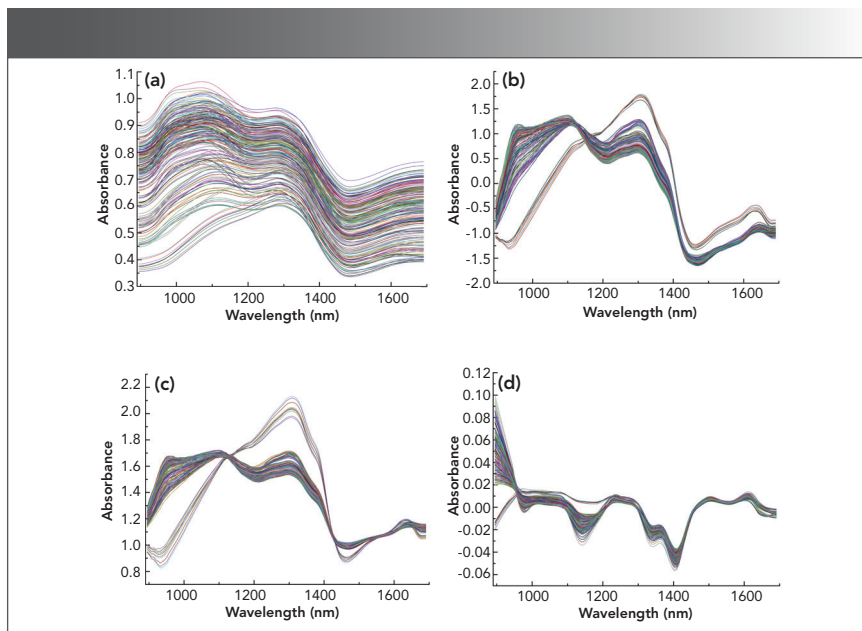 (a)
Absorbance
1.1
1.0
0.9
0.8
0.7
0.6
0.5
0.4
0.3
1000 1200 1400 1600
Wavelength (nm)
(b)
Absorbance
2.0
1.5
1.0
0.5
0.0
-0.5
-1.0
-1.5
-2.0
1000 1200 1400 1600
Wavelength (nm)
(c)
Absorbance
2.2
2.0
1.8
1.6
1.4
1.2
1.0
0.8
1000 1200 1400 1600
Wavelength (nm)
(d)
Absorbance
0.12
0.10
0.08
0.06
0.04
0.02
0.00
-0.02
-0.04
-0.06
1000 1200 1400 1600
Wavelength (nm)